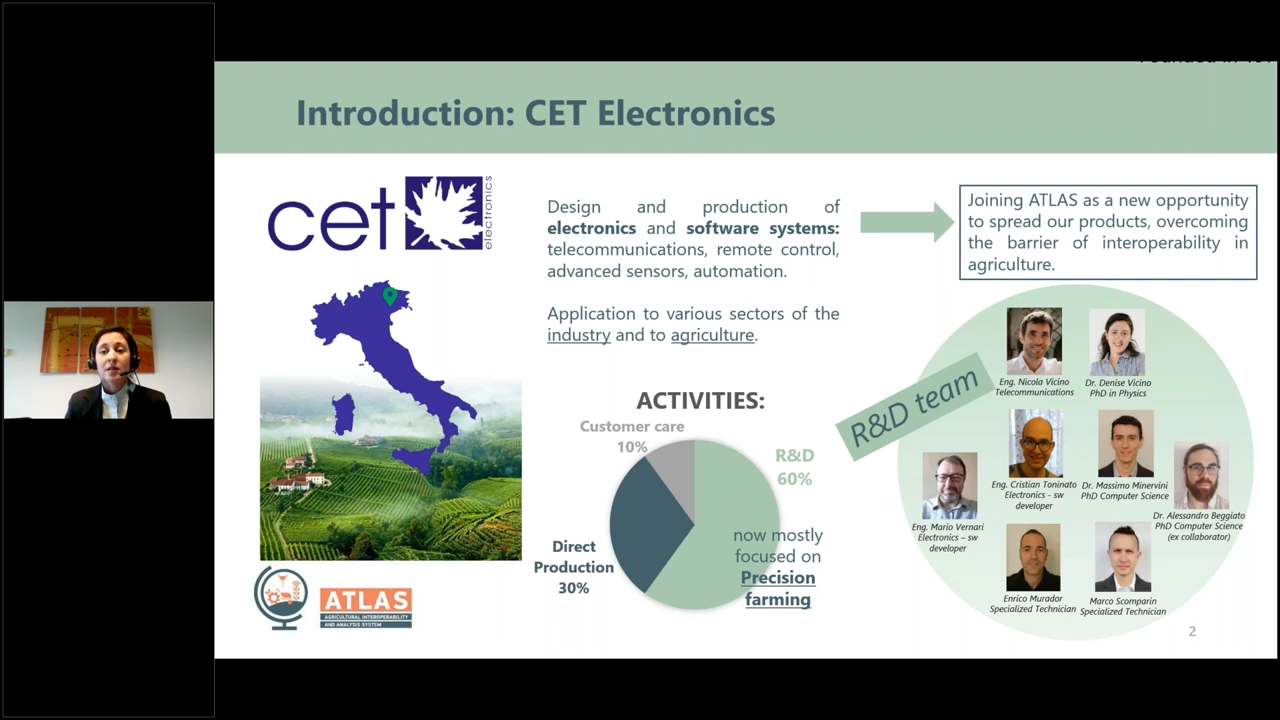 Introduction: CET Electronics
cet
electronics
Design and production of
electronics and software systems:
telecommunications, remote control,
advanced sensors, automation.
Application to various sectors of the
industry and to agriculture.
Joining ATLAS as a new opportunity
to spread our products, overcoming
the barrier of interoperability in
agriculture.
ACTIVITIES:
Customer care
10%
R&D
60%
Direct
Production
30%
now mostly
focused on
Precision
farming
R&D team
Eng. Nicola Vicino
Telecommunications
Dr. Denise Vicino
PhD in Physics
Eng. Cristian Toninato
Electronics - sw
developer
Dr. Massimo Minervini
PhD Computer Science
Eng. Mario Vernari
Electronics – sw
developer
Dr. Alessandro Beggiato
PhD Computer Science
(ex collaborator)
Enrico Murador
Specialized Technician
Marco Scomparin
Specialized Technician
ATLAS
AGRICULTURAL INTEROPERABILITY
AND ANALYSIS SYSTEM
2